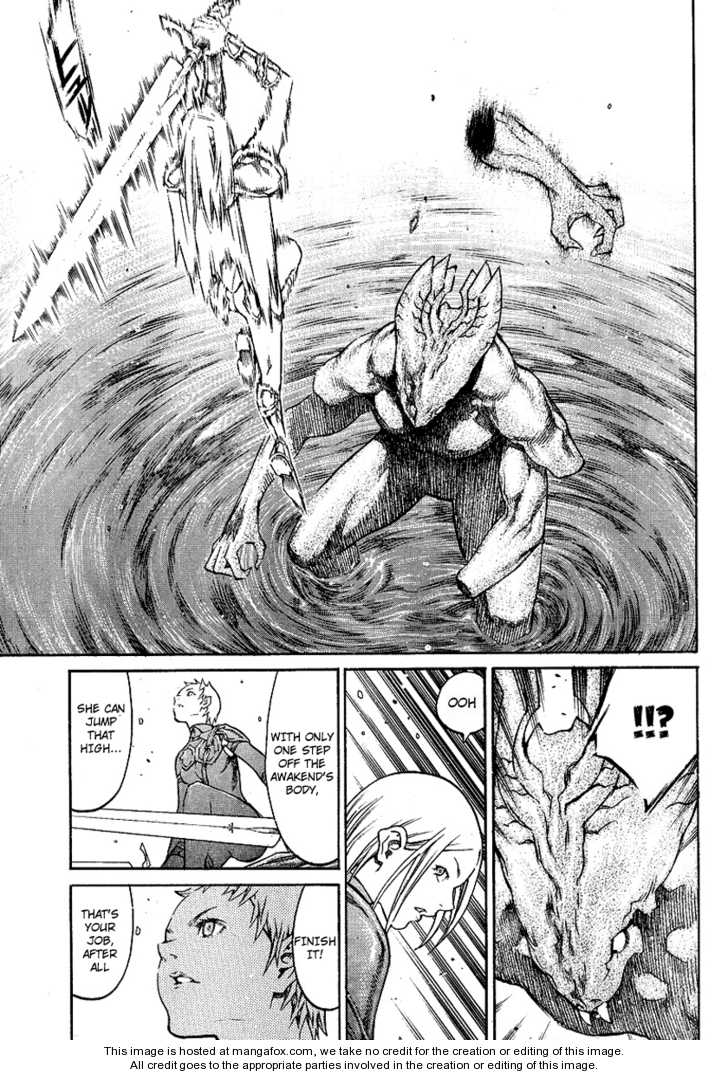 !!?
OOH
WITH ONLY
ONE STEP
OFF THE
AWAKEND'S
BODY,
SHE CAN
JUMP
THAT
HIGH...
FINISH
IT!
THAT'S
YOUR
JOB,
AFTER
ALL
This image is hosted at mangafox.com, we take no credit for the creation or editing of this image.
All credit goes to the appropriate parties involved in the creation or editing of this image.